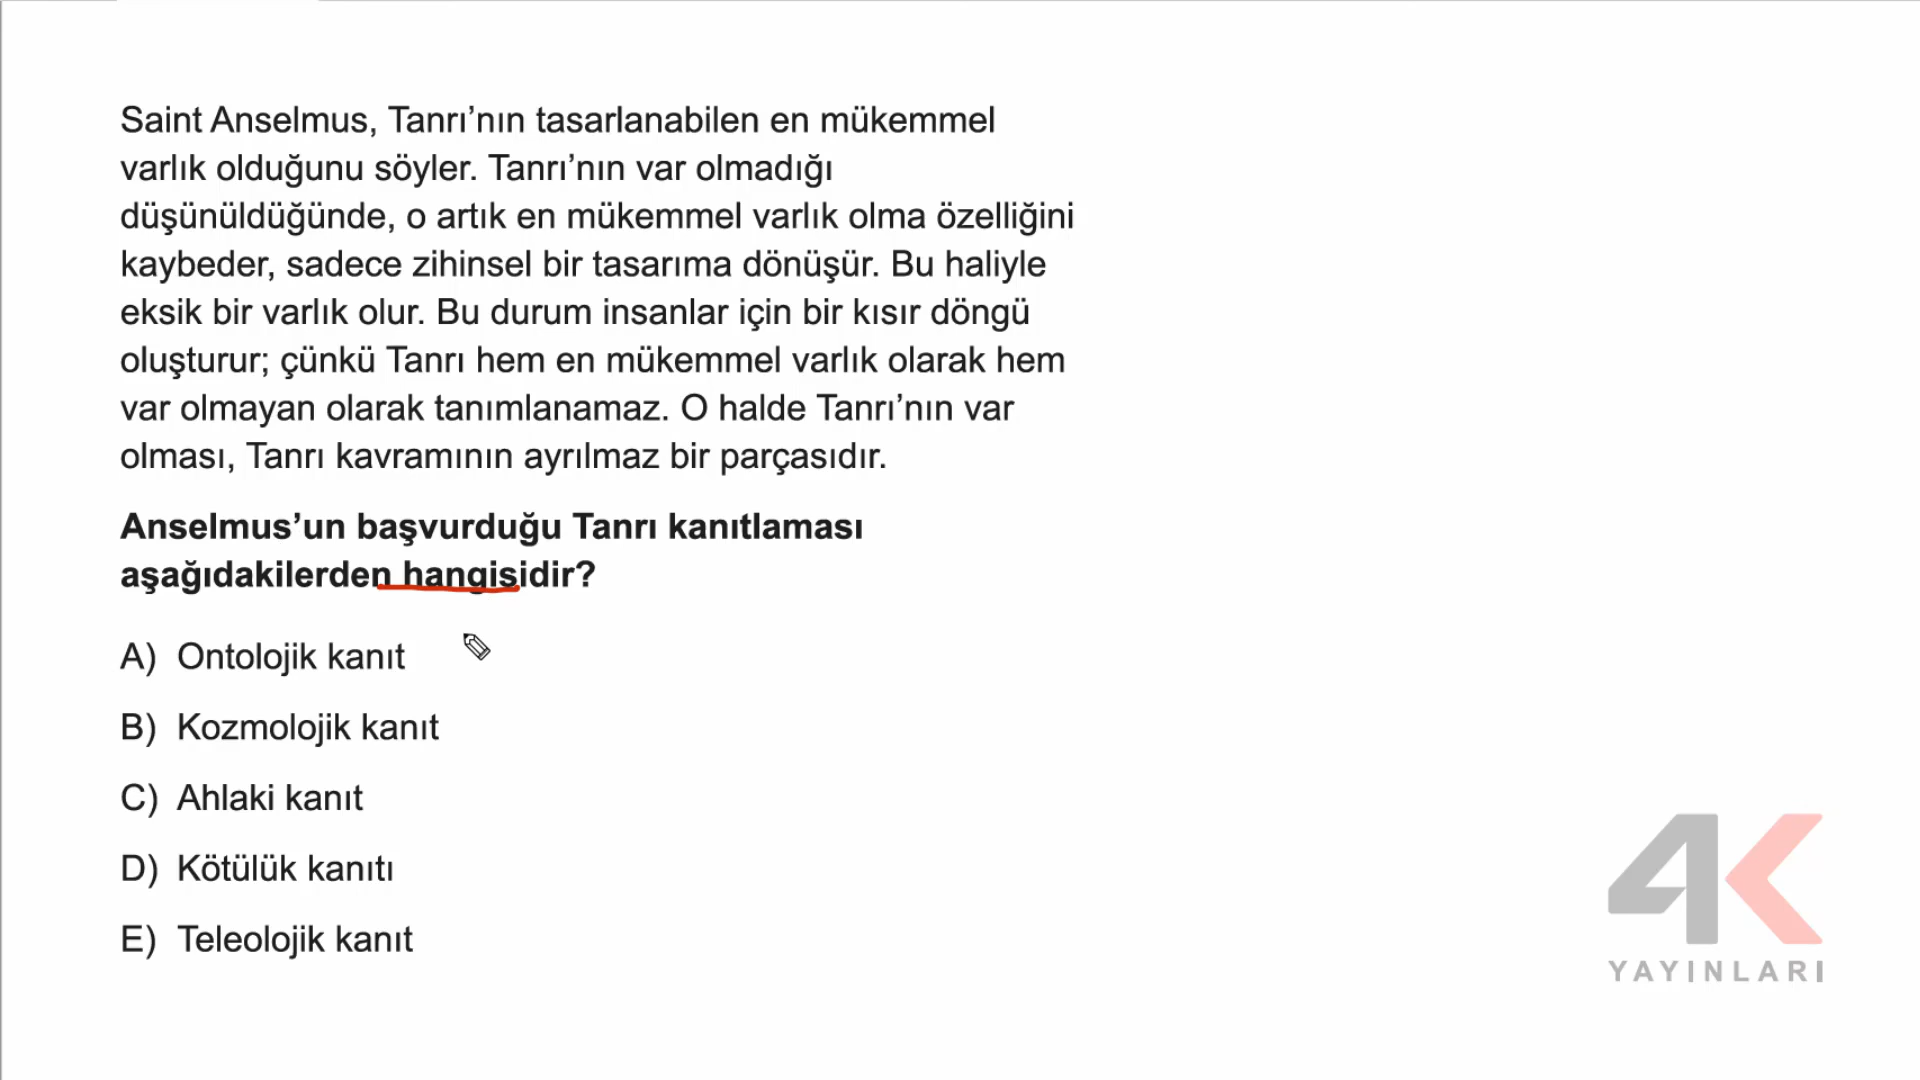 Saint Anselmus, Tanrı’nın tasarlanabilen en mükemmel
varlık olduğunu söyler. Tanrı’nın var olmadığı
düşünüldüğünde, o artık en mükemmel varlık olma özelliğini
kaybeder, sadece zihinsel bir tasarıma dönüşür. Bu haliyle
eksik bir varlık olur. Bu durum insanlar için bir kısır döngü
oluşturur; çünkü Tanrı hem en mükemmel varlık olarak hem
var olmayan olarak tanımlanamaz. O halde Tanrı’nın var
olması, Tanrı kavramının ayrılmaz bir parçasıdır.
Anselmus’un başvurduğu Tanrı kanıtlaması
aşağıdakilerden hangisidir?
A) Ontolojik kanıt
B) Kozmolojik kanıt
C) Ahlaki kanıt
D) Kötülük kanıtı
E) Teleolojik kanıt
4K
YAYINLARI